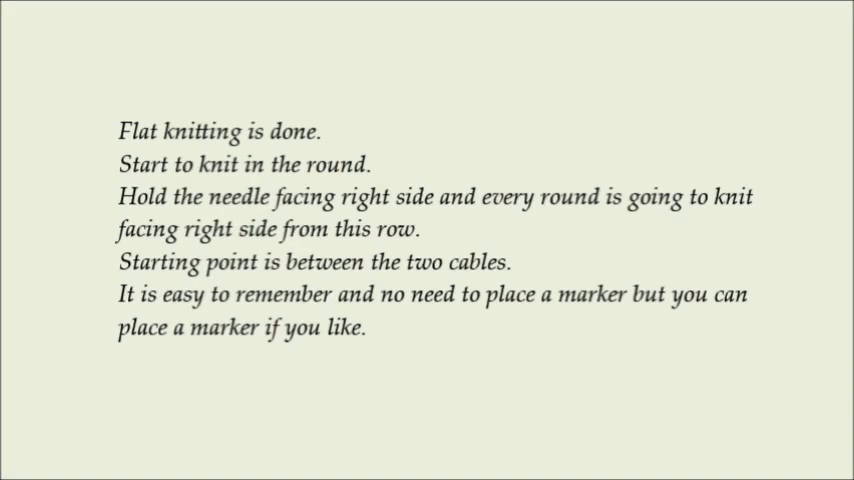 Flat knitting is done.
Start to knit in the round.
Hold the needle facing right side and every round is going to knit
facing right side from this row.
Starting point is between the two cables.
It is easy to remember and no need to place a marker but you can
place a marker if you like.